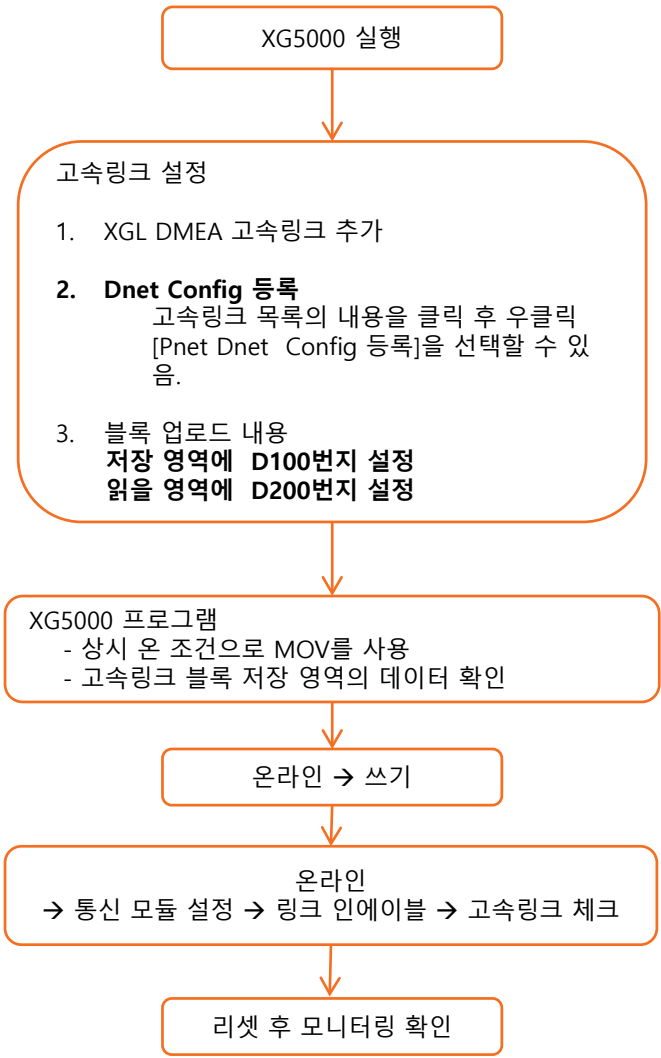 XG5000 실행
고속링크 설정
1. XGL DMEA 고속링크 추가
2. Dnet Config 등록
고속링크 목록의 내용을 클릭 후 우클릭
[Pnet Dnet Config 등록]을 선택할 수 있
음.
3. 블록 업로드 내용
저장 영역에 D100번지 설정
읽을 영역에 D200번지 설정
XG5000 프로그램
- 상시 온 조건으로 MOV를 사용
- 고속링크 블록 저장 영역의 데이터 확인
온라인 → 쓰기
온라인
→ 통신 모듈 설정 → 링크 인에이블 → 고속링크 체크
리셋 후 모니터링 확인